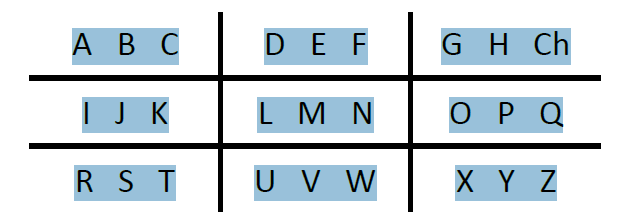 A B C D E F G H Ch
I J K L M N O P Q
R S T U V W X Y Z